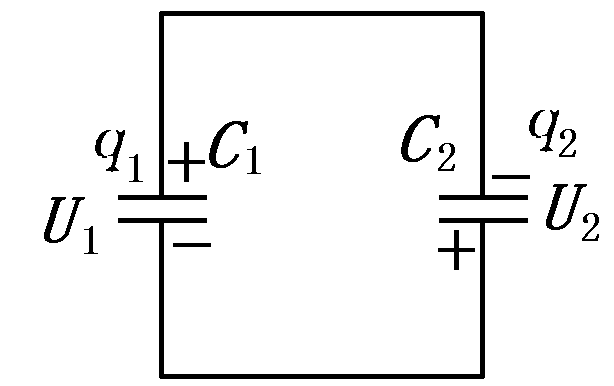 q₁ + C₁ C₂ − q₂
U₁ − + U₂